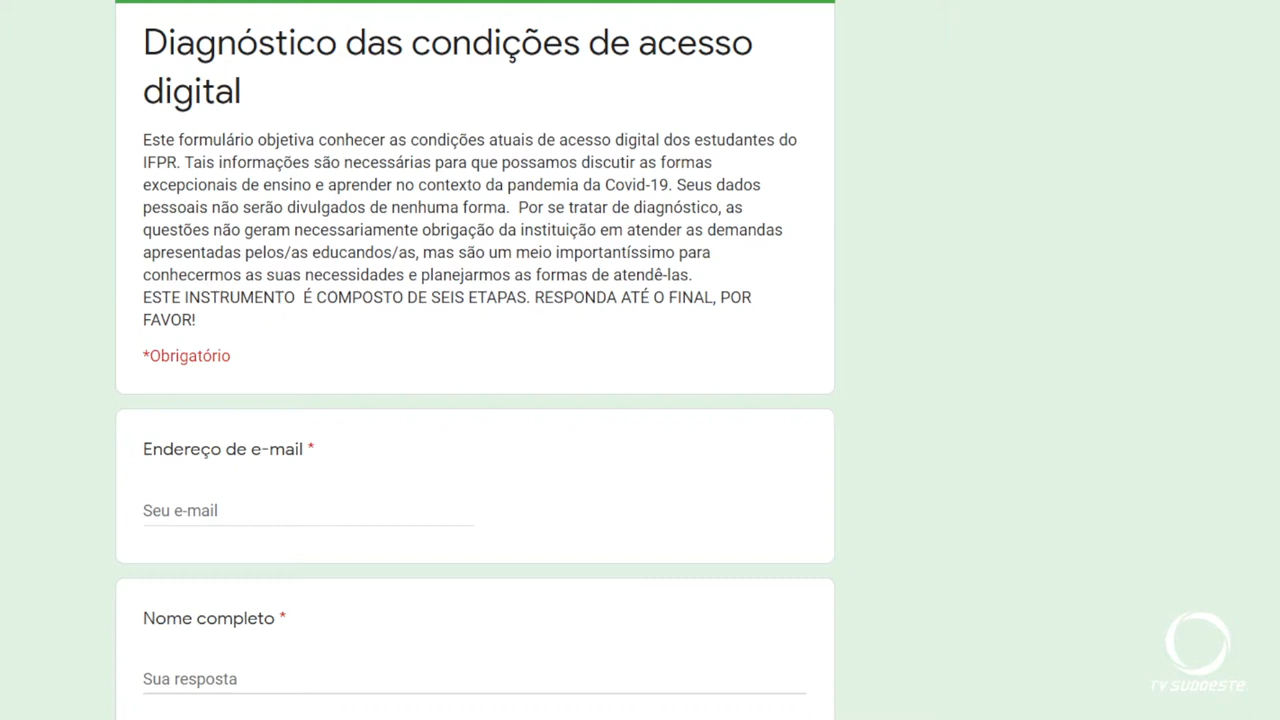 Diagnóstico das condições de acesso
digital
Este formulário objetiva conhecer as condições atuais de acesso digital dos estudantes do
IFPR. Tais informações são necessárias para que possamos discutir as formas
excepcionais de ensino e aprender no contexto da pandemia da Covid-19. Seus dados
pessoais não serão divulgados de nenhuma forma.  Por se tratar de diagnóstico, as
questões não geram necessariamente obrigação da instituição em atender as demandas
apresentadas pelos/as educandos/as, mas são um meio importantíssimo para
conhecermos as suas necessidades e planejarmos as formas de atendê-las.
ESTE INSTRUMENTO  É COMPOSTO DE SEIS ETAPAS. RESPONDA ATÉ O FINAL, POR
FAVOR!
*Obrigatório
Endereço de e-mail *
Seu e-mail
Nome completo *
Sua resposta
TV SUDOESTE